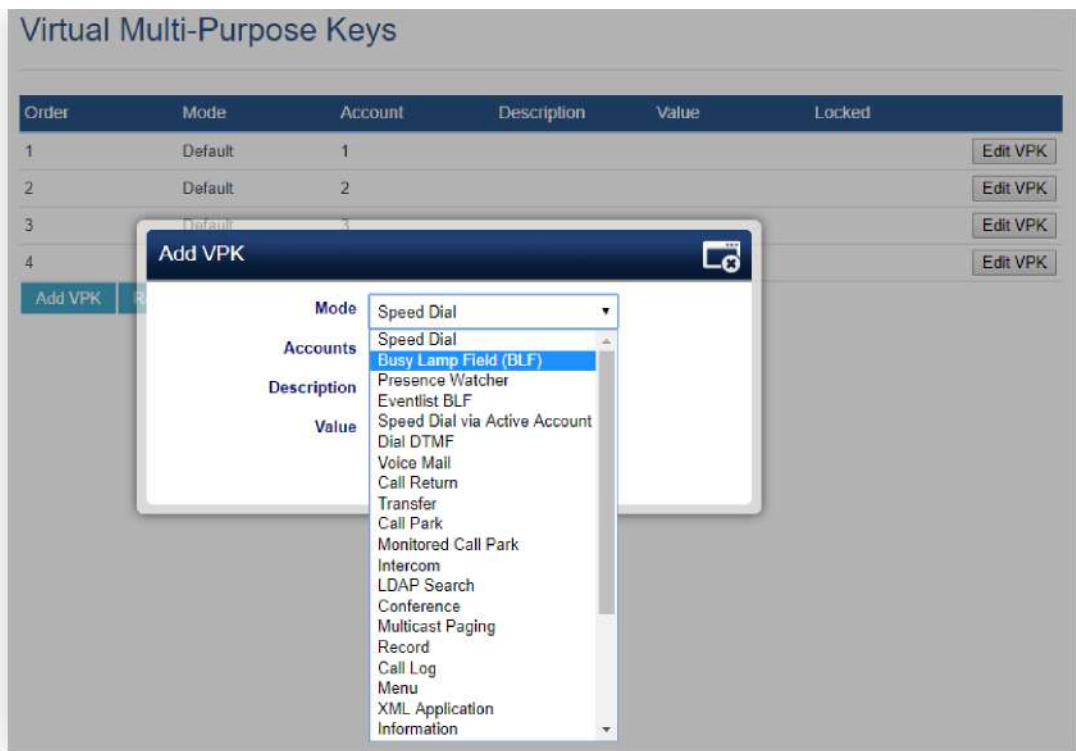 Virtual Multi-Purpose Keys
Order Mode Account Description Value Locked
1 Default 1 Edit VPK
2 Default 2 Edit VPK
3 Default 3 Edit VPK
4 Edit VPK
Add VPK
Add VPK
Mode Speed Dial
Accounts
Description
Value
Speed Dial
Busy Lamp Field (BLF)
Presence Watcher
Eventlist BLF
Speed Dial via Active Account
Dial DTMF
Voice Mail
Call Return
Transfer
Call Park
Monitored Call Park
Intercom
LDAP Search
Conference
Multicast Paging
Record
Call Log
Menu
XML Application
Information